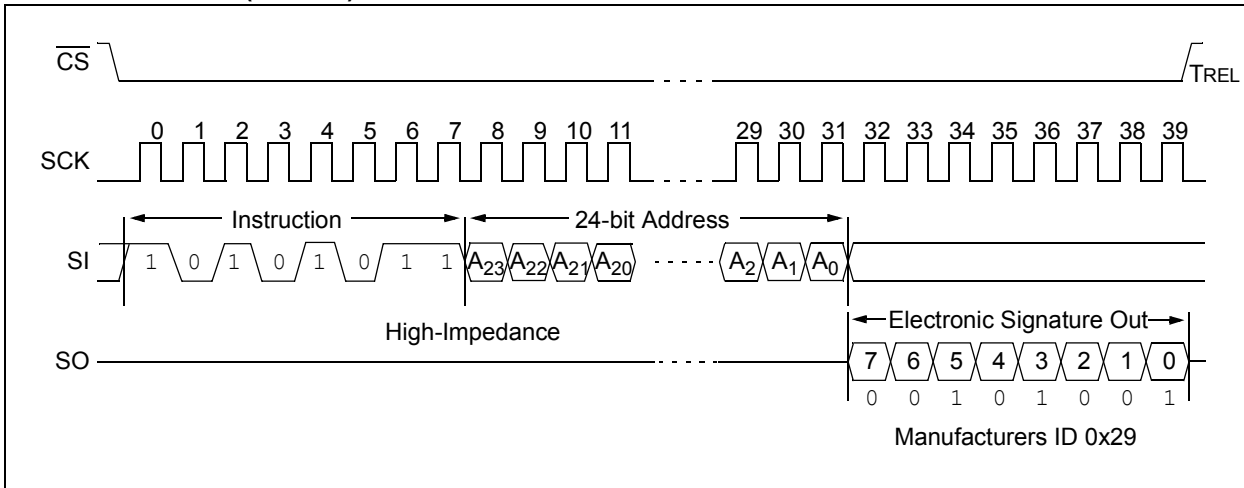 CS
TREL
0 1 2 3 4 5 6 7 8 9 10 11 29 30 31 32 33 34 35 36 37 38 39
SCK
Instruction 24-bit Address
SI 1 0 1 0 1 0 1 1 A23 A22 A21 A20 A2 A1 A0
High-Impedance
Electronic Signature Out
SO 7 6 5 4 3 2 1 0
0 0 1 0 1 0 0 1
Manufacturers ID 0x29